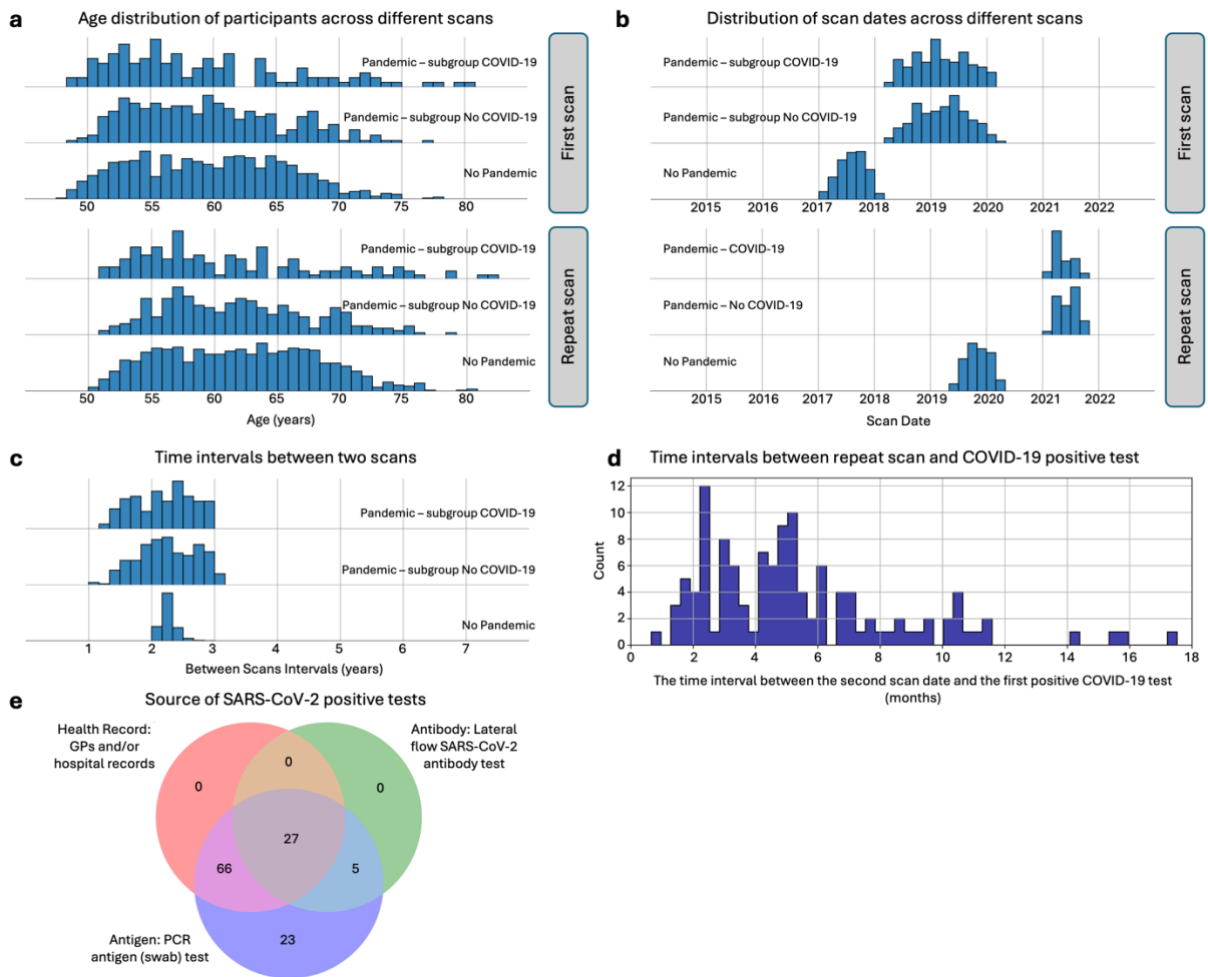 a Age distribution of participants across different scans
Pandemic – subgroup COVID-19
Pandemic – subgroup No COVID-19
No Pandemic
50 55 60 65 70 75 80
First scan
Pandemic – subgroup COVID-19
Pandemic – subgroup No COVID-19
No Pandemic
50 55 60 65 70 75 80
Age (years)
Repeat scan
b Distribution of scan dates across different scans
Pandemic – subgroup COVID-19
Pandemic – subgroup No COVID-19
No Pandemic
2015 2016 2017 2018 2019 2020 2021 2022
First scan
Pandemic – COVID-19
Pandemic – No COVID-19
No Pandemic
2015 2016 2017 2018 2019 2020 2021 2022
Scan Date
Repeat scan
c Time intervals between two scans
Pandemic – subgroup COVID-19
Pandemic – subgroup No COVID-19
No Pandemic
1 2 3 4 5 6 7
Between Scans Intervals (years)
d Time intervals between repeat scan and COVID-19 positive test
12
10
8
6
4
2
0
Count
0 2 4 6 8 10 12 14 16 18
The time interval between the second scan date and the first positive COVID-19 test
(months)
e Source of SARS-CoV-2 positive tests
Health Record:
GPs and/or
hospital records
Antibody: Lateral
flow SARS-CoV-2
antibody test
0
0
0
27
66
5
23
Antigen: PCR
antigen (swab) test